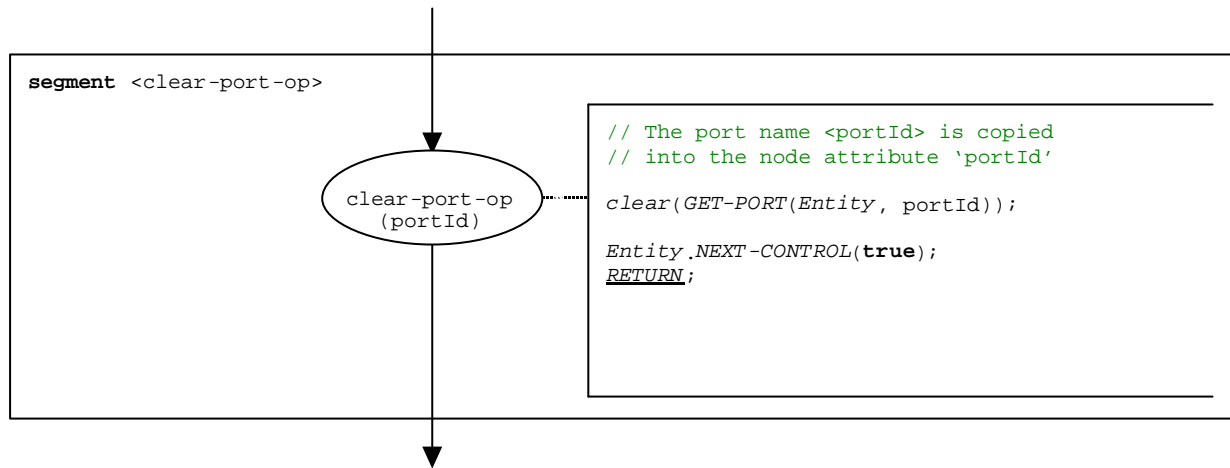 segment <clear-port-op>
clear-port-op
(portId)
// The port name <portId> is copied
// into the node attribute ‘portId’
clear(GET-PORT(Entity, portId));
Entity.NEXT-CONTROL(true);
RETURN;